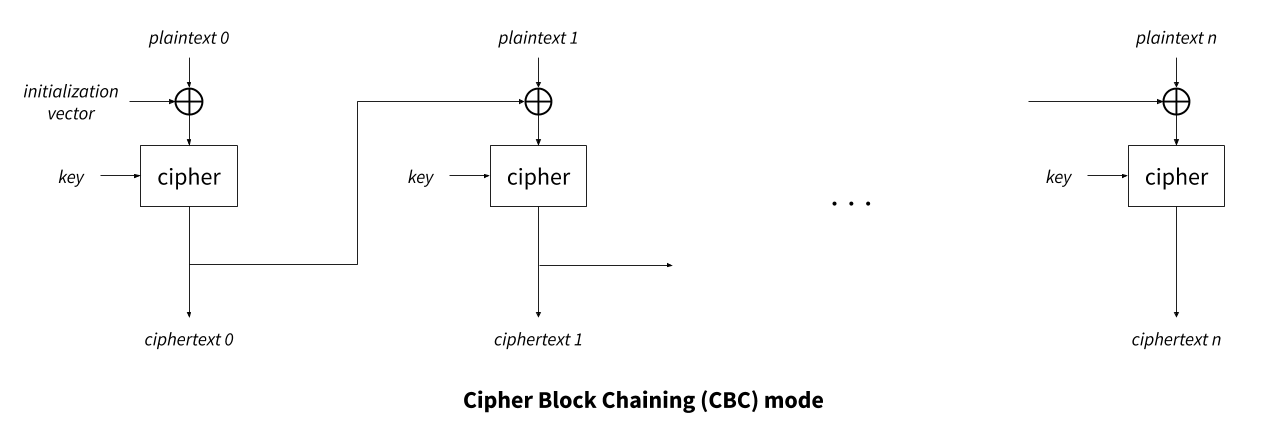 plaintext 0
plaintext 1
plaintext n
initialization
vector
key
cipher
key
cipher
. . .
key
cipher
ciphertext 0
ciphertext 1
ciphertext n
Cipher Block Chaining (CBC) mode